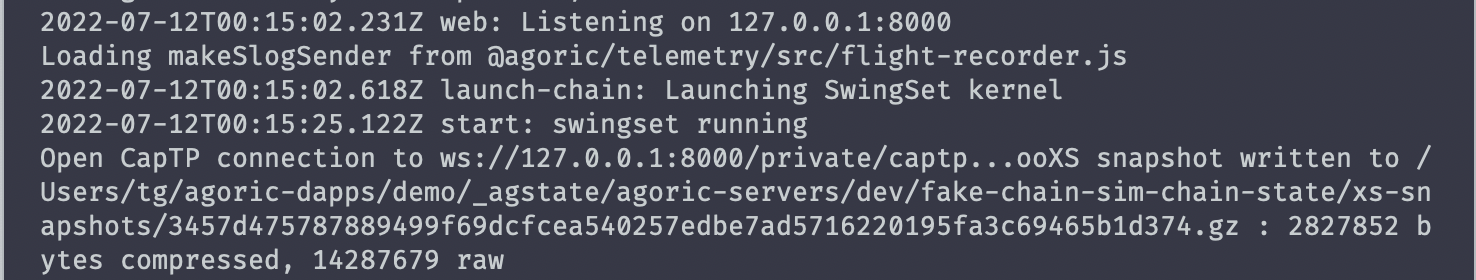 2022-07-12T00:15:02.231Z web: Listening on 127.0.0.1:8000
Loading makeSlogSender from @agoric/telemetry/src/flight-recorder.js
2022-07-12T00:15:02.618Z launch-chain: Launching SwingSet kernel
2022-07-12T00:15:25.122Z start: swingset running
Open CapTP connection to ws://127.0.0.1:8000/private/captp...ooXS snapshot written to /
Users/tg/agoric-dapps/demo/_agstate/agoric-servers/dev/fake-chain-sim-chain-state/xs-sn
apshots/3457d475787889499f69dcfcea540257edbe7ad5716220195fa3c69465b1d374.gz : 2827852 b
ytes compressed, 14287679 raw